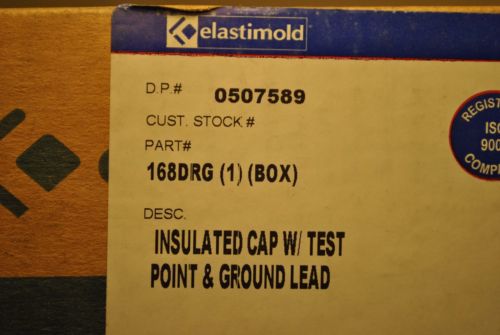 elastimold
D.P.# 0507589
CUST. STOCK #
PART#
168DRG (1) (BOX)
DESC.
INSULATED CAP W/ TEST
POINT & GROUND LEAD